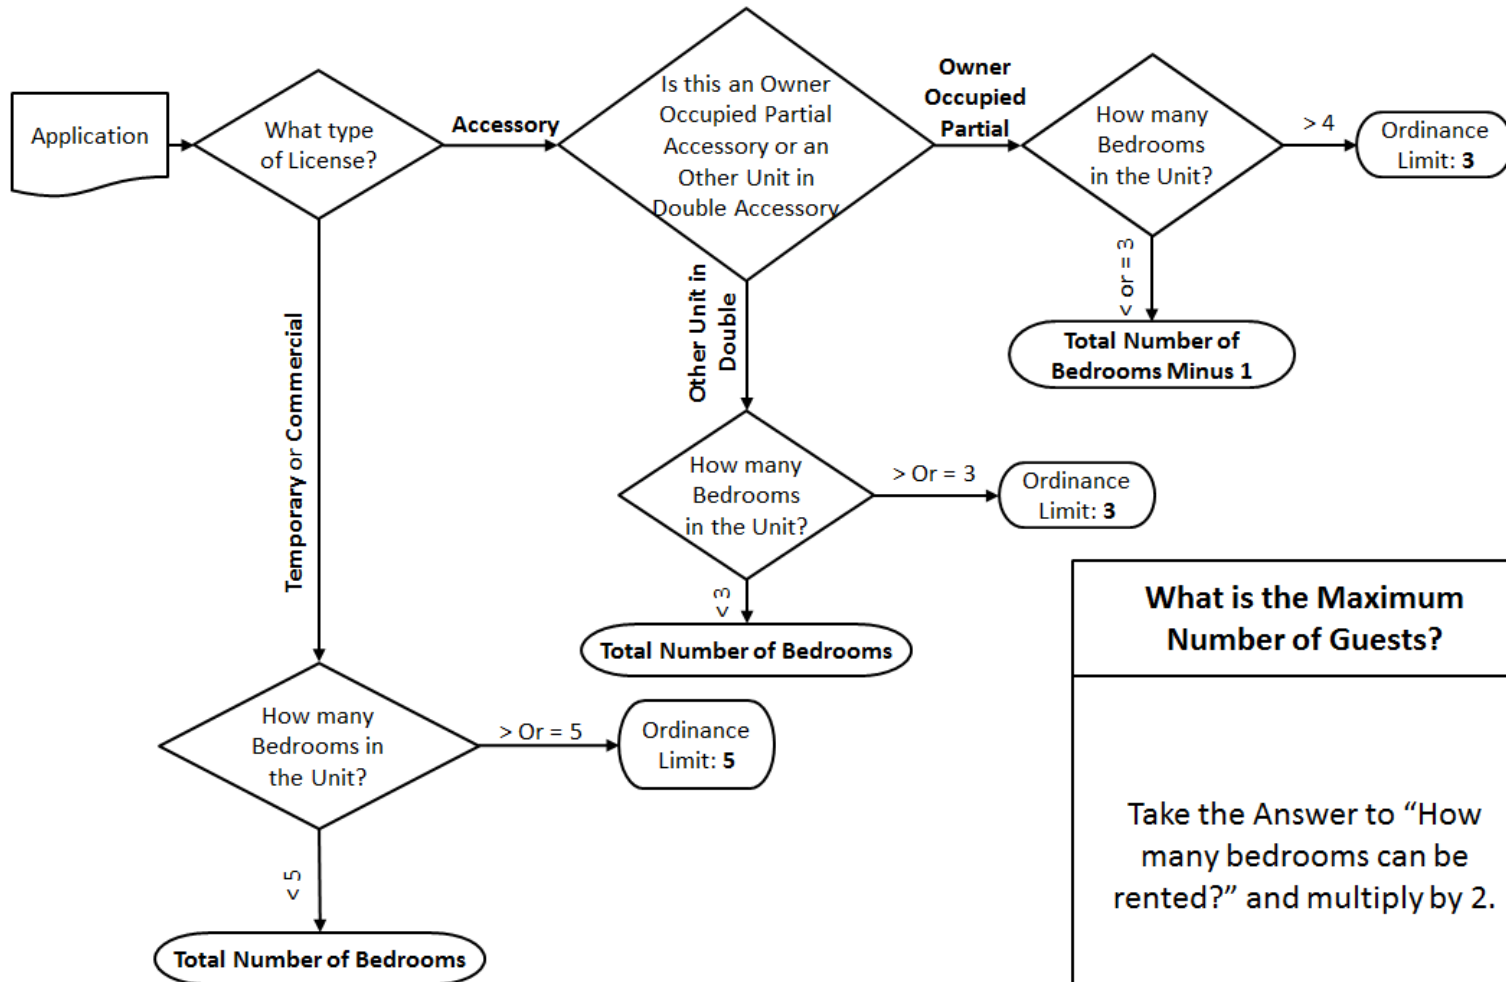 Application
What type
of License?
Accessory
Is this an Owner
Occupied Partial
Accessory or an
Other Unit in
Double Accessory
Owner
Occupied
Partial
How many
Bedrooms
in the Unit?
> 4
Ordinance
Limit: 3
< or = 3
Total Number of
Bedrooms Minus 1
Other Unit in
Double
How many
Bedrooms
in the Unit?
> Or = 3
Ordinance
Limit: 3
< 3
Total Number of Bedrooms
Temporary or Commercial
How many
Bedrooms in
the Unit?
> Or = 5
Ordinance
Limit: 5
< 5
Total Number of Bedrooms
What is the Maximum
Number of Guests?
Take the Answer to “How
many bedrooms can be
rented?” and multiply by 2.